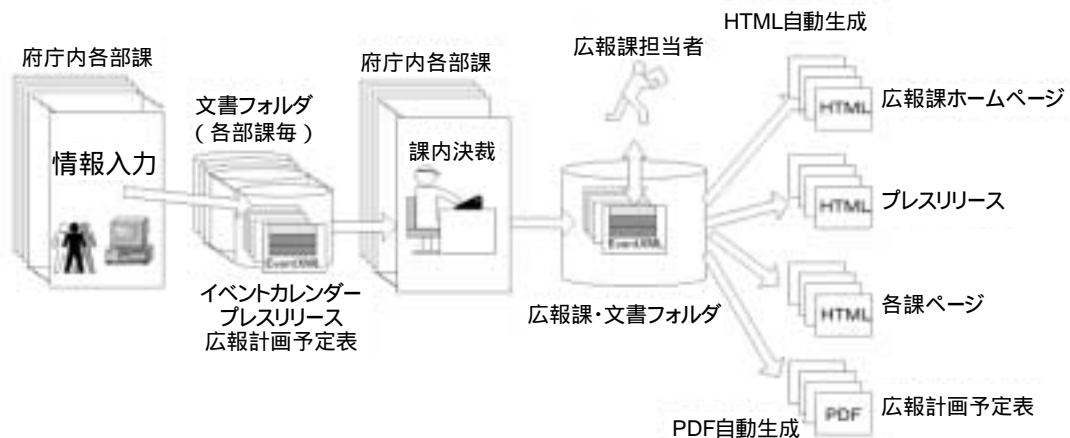 HTML自動生成
府庁内各部課
文書フォルダ
(各部課毎)
情報入力
EventXML
イベントカレンダー
プレスリリース
広報計画予定表
府庁内各部課
課内決裁
広報課担当者
EventXML
広報課・文書フォルダ
HTML
広報課ホームページ
HTML
プレスリリース
HTML
各課ページ
PDF
広報計画予定表
PDF自動生成